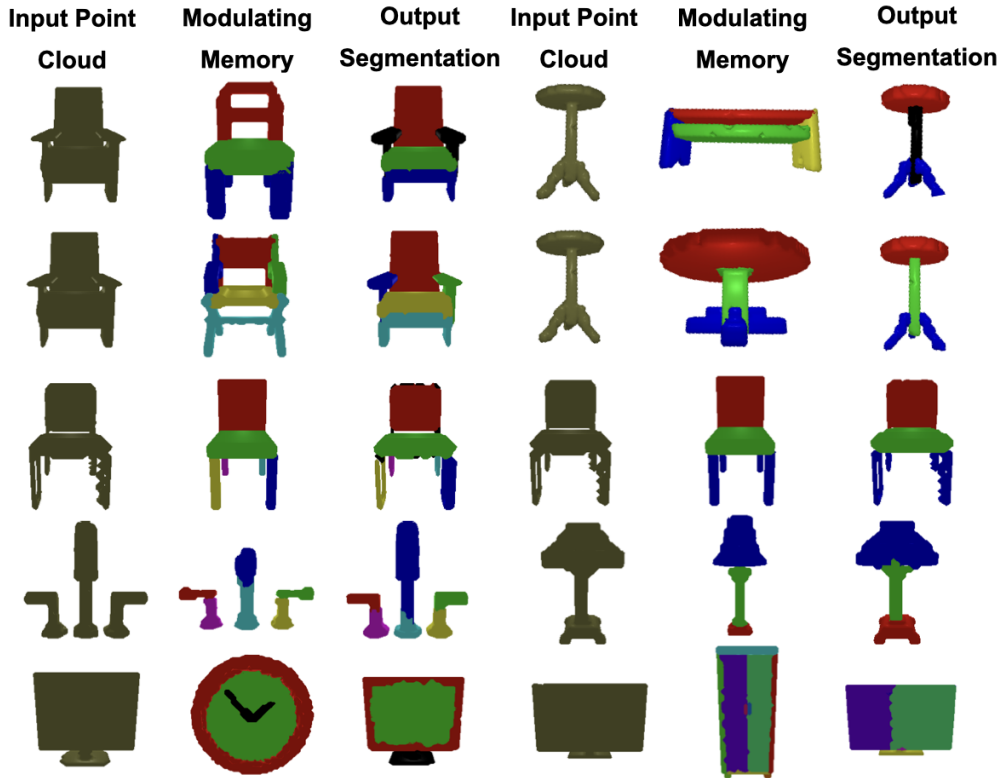 Input Point Modulating Output Input Point Modulating Output
Cloud Memory Segmentation Cloud Memory Segmentation